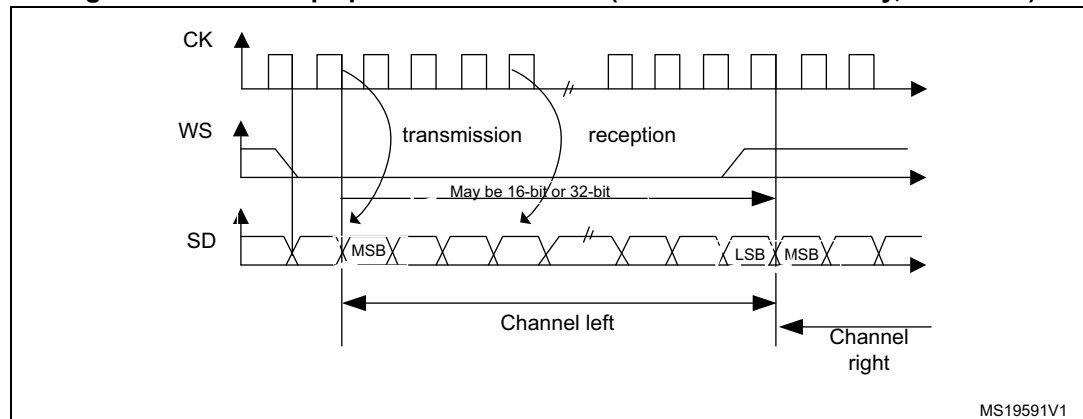 CK
transmission
reception
WS
May be 16-bit or 32-bit
SD
MSB
LSB
MSB
Channel left
Channel
right
MS19591V1